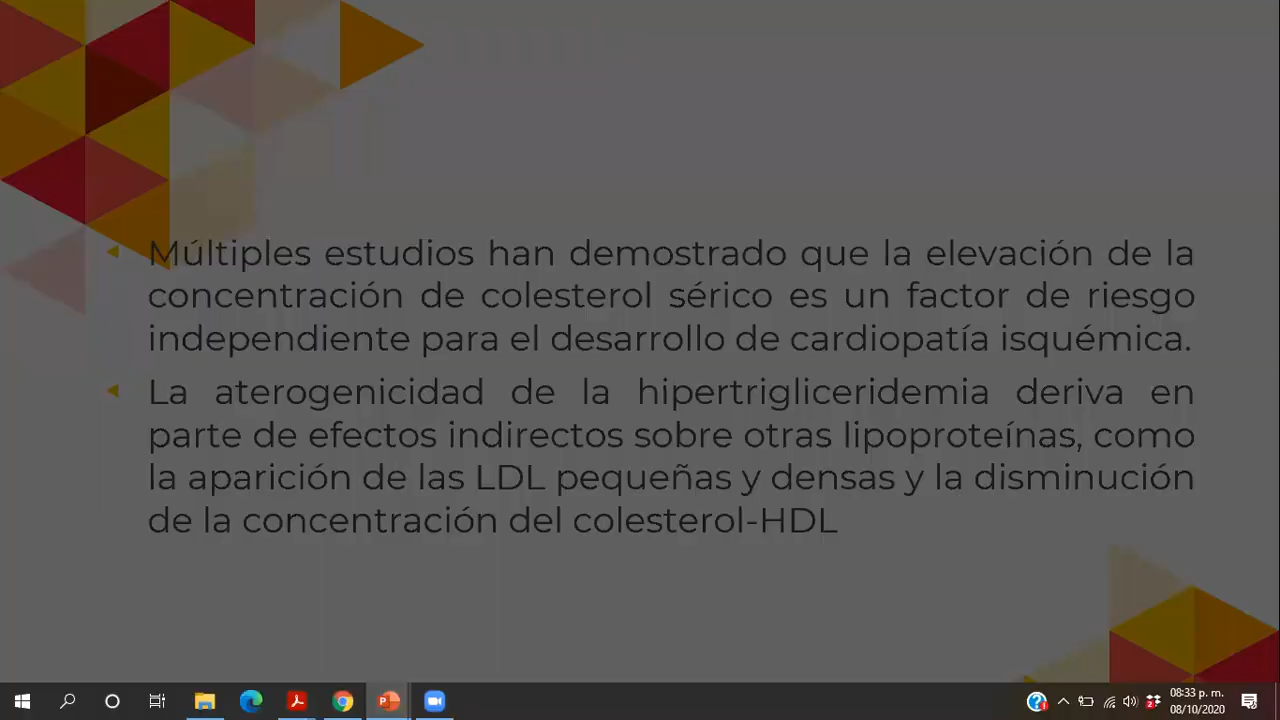 Múltiples estudios han demostrado que la elevación de la
concentración de colesterol sérico es un factor de riesgo
independiente para el desarrollo de cardiopatía isquémica.
La aterogenicidad de la hipertrigliceridemia deriva en
parte de efectos indirectos sobre otras lipoproteínas, como
la aparición de las LDL pequeñas y densas y la disminución
de la concentración del colesterol-HDL
08:33 p. m.
08/10/2020